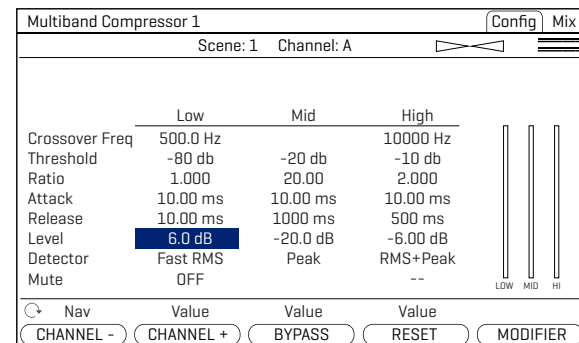 Multiband Compressor 1 Config Mix
Scene: 1 Channel: A
Low Mid High
Crossover Freq 500.0 Hz 10000 Hz
Threshold -80 db -20 db -10 db
Ratio 1.000 20.00 2.000
Attack 10.00 ms 10.00 ms 10.00 ms
Release 10.00 ms 1000 ms 500 ms
Level 6.0 dB -20.0 dB -6.00 dB
Detector Fast RMS Peak RMS+Peak
Mute OFF --
LOW MID HI
Nav Value Value Value
CHANNEL - CHANNEL + BYPASS RESET MODIFIER